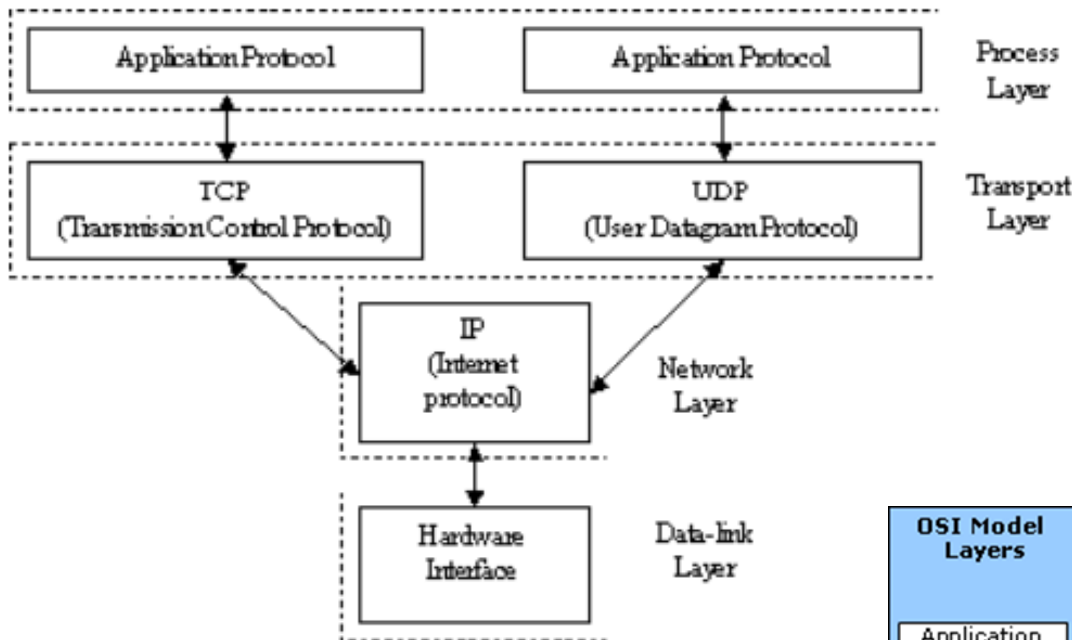 Application Protocol
Application Protocol
Process
Layer
TCP
(Transmission Control Protocol)
UDP
(User Datagram Protocol)
Transport
Layer
IP
(Internet
protocol)
Network
Layer
Hardware
Interface
Data-link
Layer
OSI Model
Layers
Application